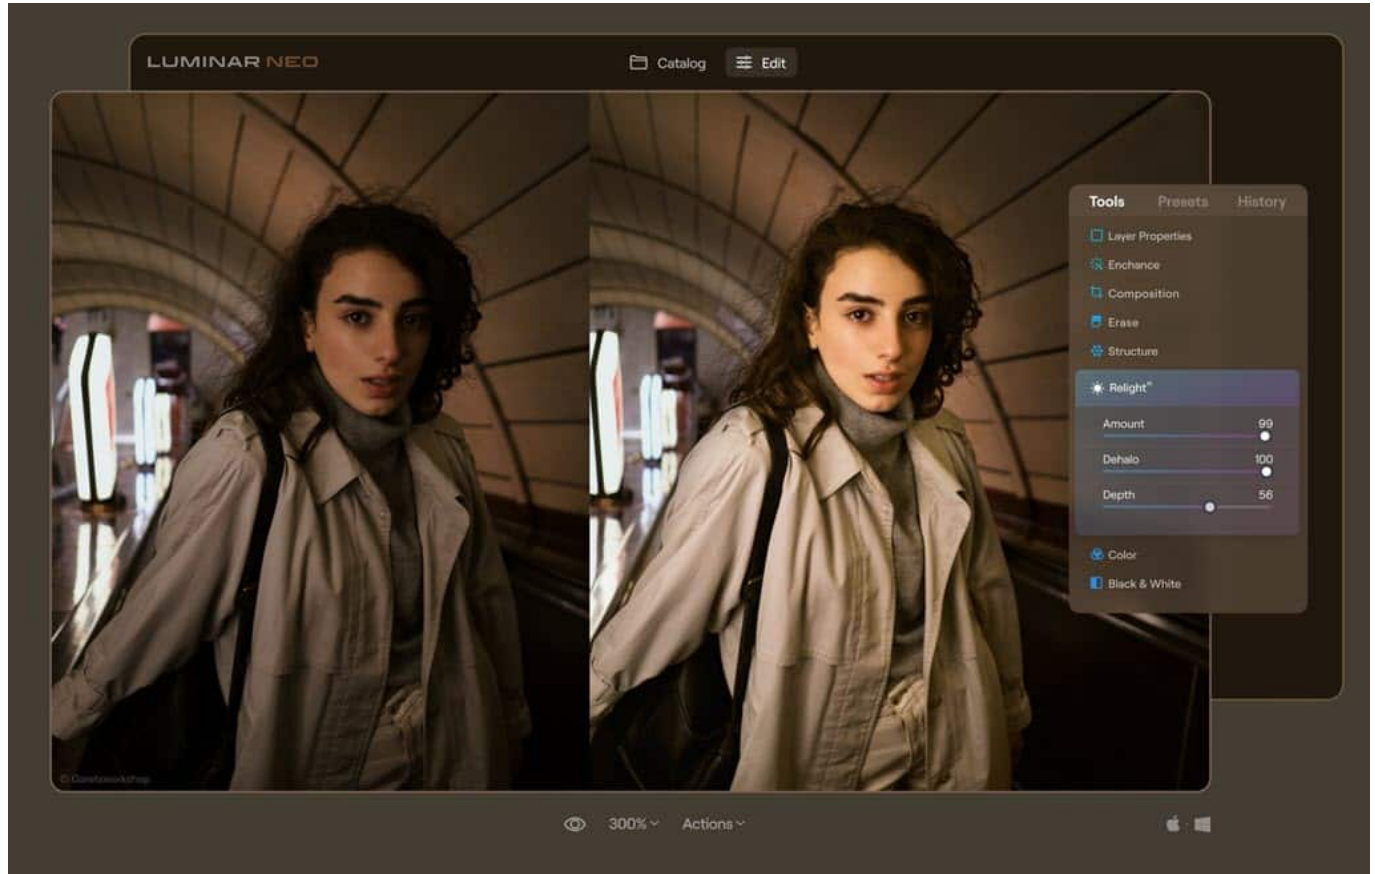 LUMINAR NEO
Catalog
Edit
Tools Presets History
Layer Properties
Enchance
Composition
Erase
Structure
Relight
Amount 99
Dehalo 100
Depth 56
Color
Black & White
300%
Actions